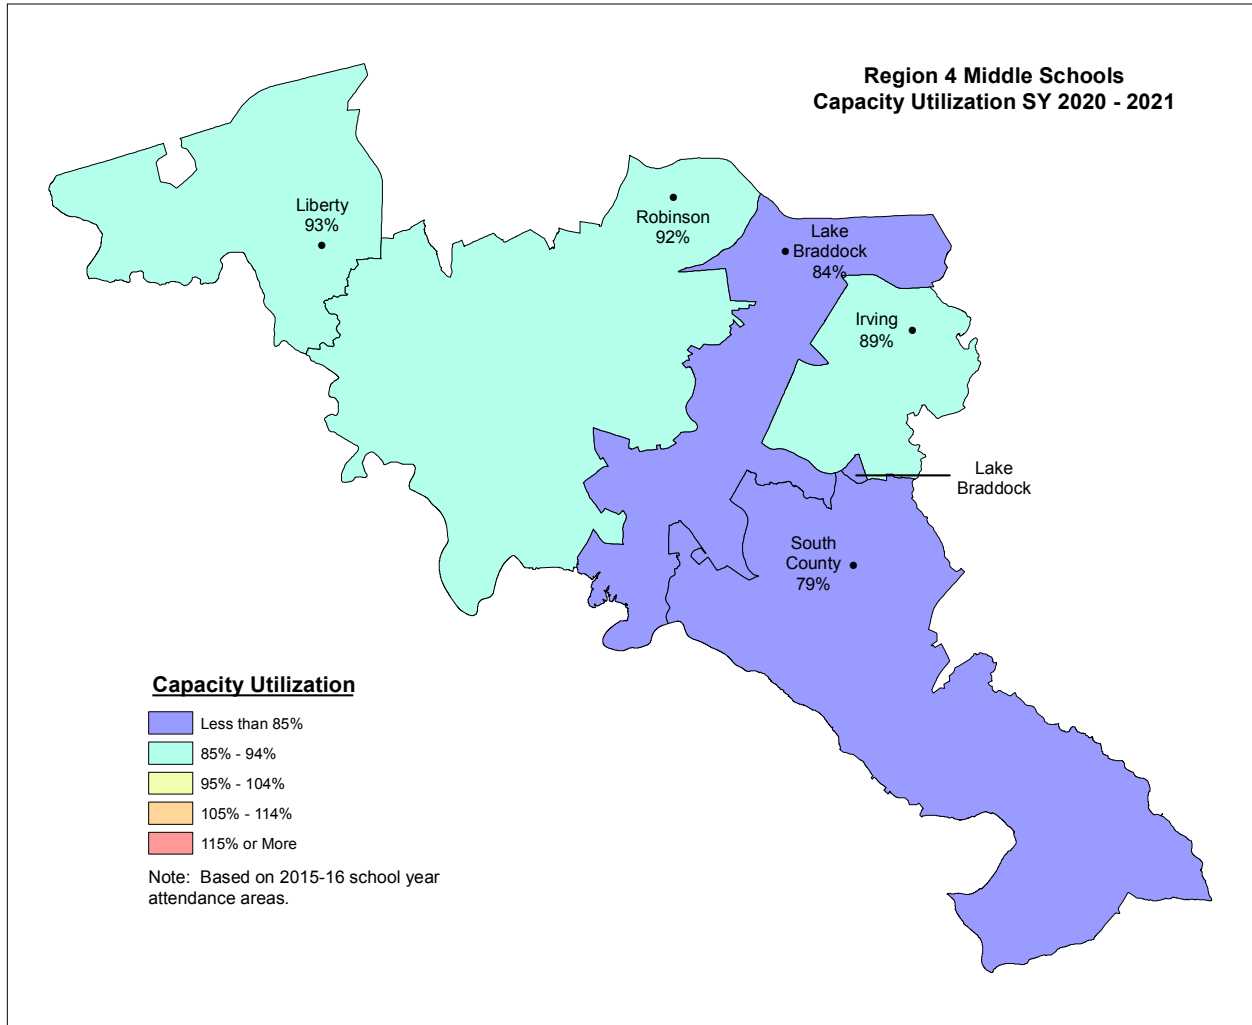 Region 4 Middle Schools
Capacity Utilization SY 2020 - 2021
Liberty
93%
Robinson
92%
Lake
Braddock
84%
Irving
89%
Lake
Braddock
South
County
79%
Capacity Utilization
Less than 85%
85% - 94%
95% - 104%
105% - 114%
115% or More
Note:  Based on 2015-16 school year
attendance areas.